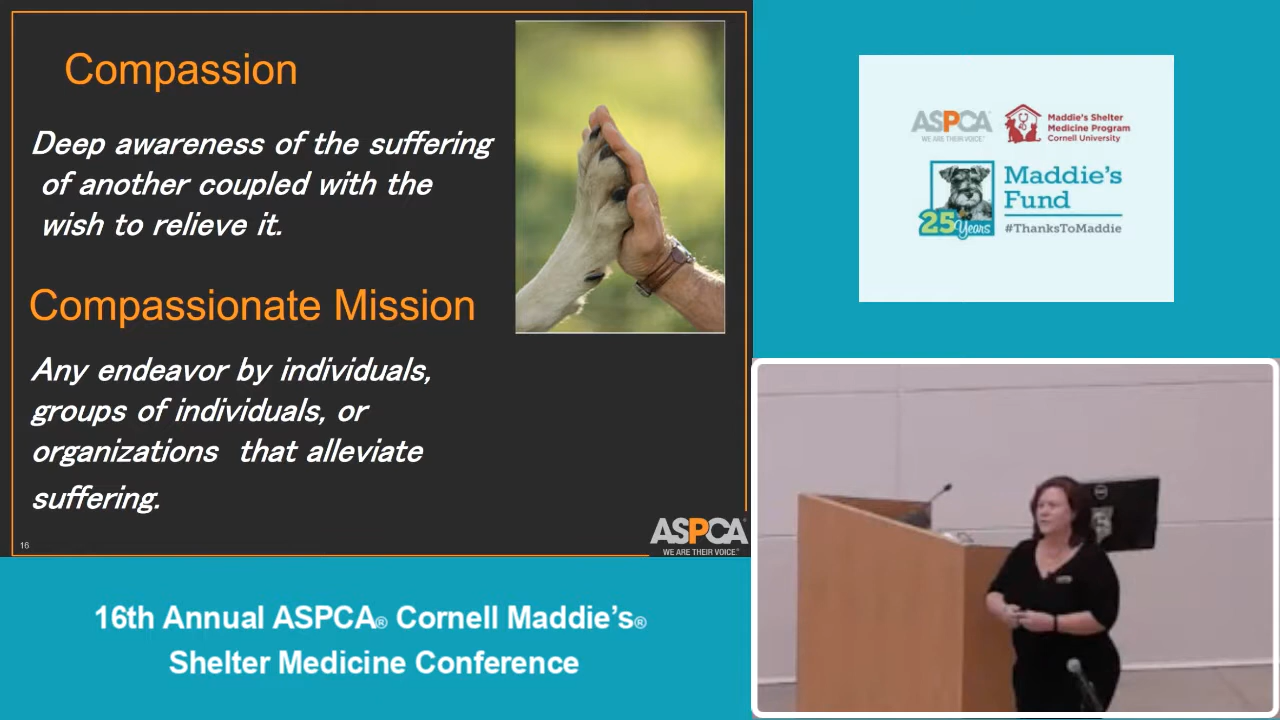 Compassion
Deep awareness of the suffering
of another coupled with the
wish to relieve it.
Compassionate Mission
Any endeavor by individuals,
groups of individuals, or
organizations that alleviate
suffering.
16
ASPCA®
WE ARE THEIR VOICE®
16th Annual ASPCA® Cornell Maddie's®
Shelter Medicine Conference
ASPCA®
WE ARE THEIR VOICE®
Maddie's Shelter
Medicine Program
Cornell University
Maddie's
Fund
25 Years
#ThanksToMaddie